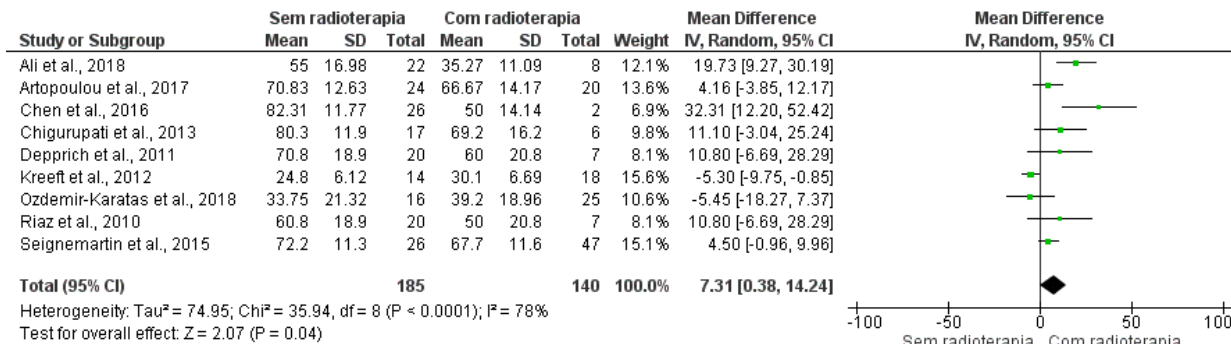 Sem radioterapia Com radioterapia Mean Difference Mean Difference
Study or Subgroup Mean SD Total Mean SD Total Weight IV, Random, 95% CI IV, Random, 95% CI
Ali et al., 2018 55 16.98 22 35.27 11.09 8 12.1% 19.73 [9.27, 30.19]
Artopoulou et al., 2017 70.83 12.63 24 66.67 14.17 20 13.6% 4.16 [-3.85, 12.17]
Chen et al., 2016 82.31 11.77 26 50 14.14 2 6.9% 32.31 [12.20, 52.42]
Chigurupati et al., 2013 80.3 11.9 17 69.2 16.2 6 9.8% 11.10 [-3.04, 25.24]
Depprich et al., 2011 70.8 18.9 20 60 20.8 7 8.1% 10.80 [-6.69, 28.29]
Kreeft et al., 2012 24.8 6.12 14 30.1 6.69 18 15.6% -5.30 [-9.75, -0.85]
Ozdemir-Karatas et al., 2018 33.75 21.32 16 39.2 18.96 25 10.6% -5.45 [-18.27, 7.37]
Riaz et al., 2010 60.8 18.9 20 50 20.8 7 8.1% 10.80 [-6.69, 28.29]
Seignemartin et al., 2015 72.2 11.3 26 67.7 11.6 47 15.1% 4.50 [-0.96, 9.96]
Total (95% CI) 185 140 100.0% 7.31 [0.38, 14.24]
Heterogeneity: Tau² = 74.95; Chi² = 35.94, df = 8 (P < 0.0001); I² = 78%
Test for overall effect: Z = 2.07 (P = 0.04)
-100 -50 0 50 100
Sem radioterapia Com radioterapia